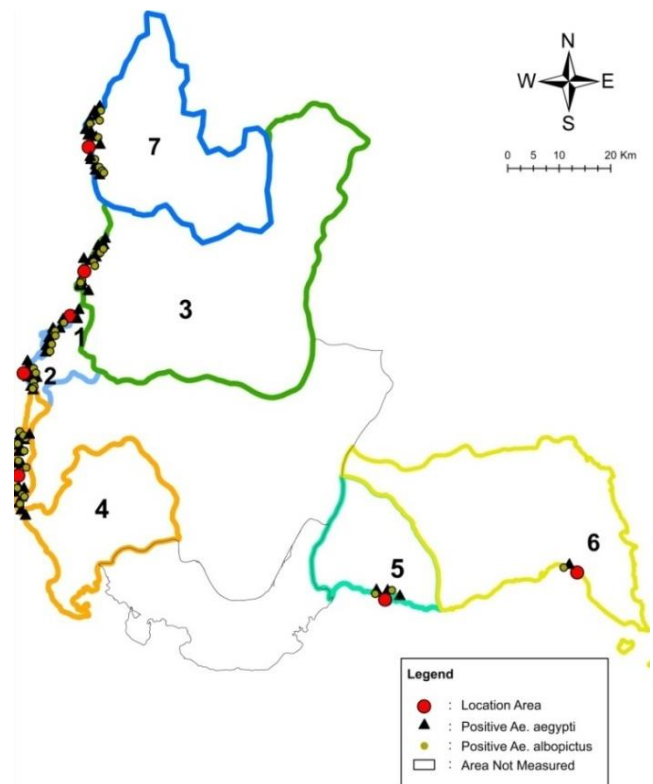 N
W E
S
0 5 10 20 Km
7
3
1
2
4
5
6
Legend
: Location Area
: Positive Ae. aegypti
: Positive Ae. albopictus
: Area Not Measured